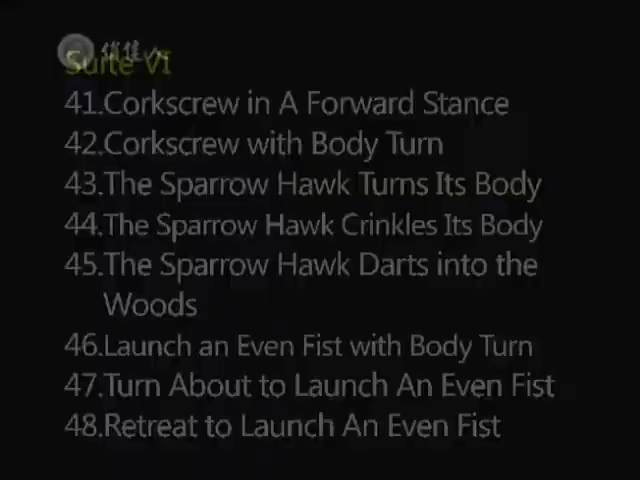 Suite VI
41.Corkscrew in A Forward Stance
42.Corkscrew with Body Turn
43.The Sparrow Hawk Turns Its Body
44.The Sparrow Hawk Crinkles Its Body
45.The Sparrow Hawk Darts into the
Woods
46.Launch an Even Fist with Body Turn
47.Turn About to Launch An Even Fist
48.Retreat to Launch An Even Fist